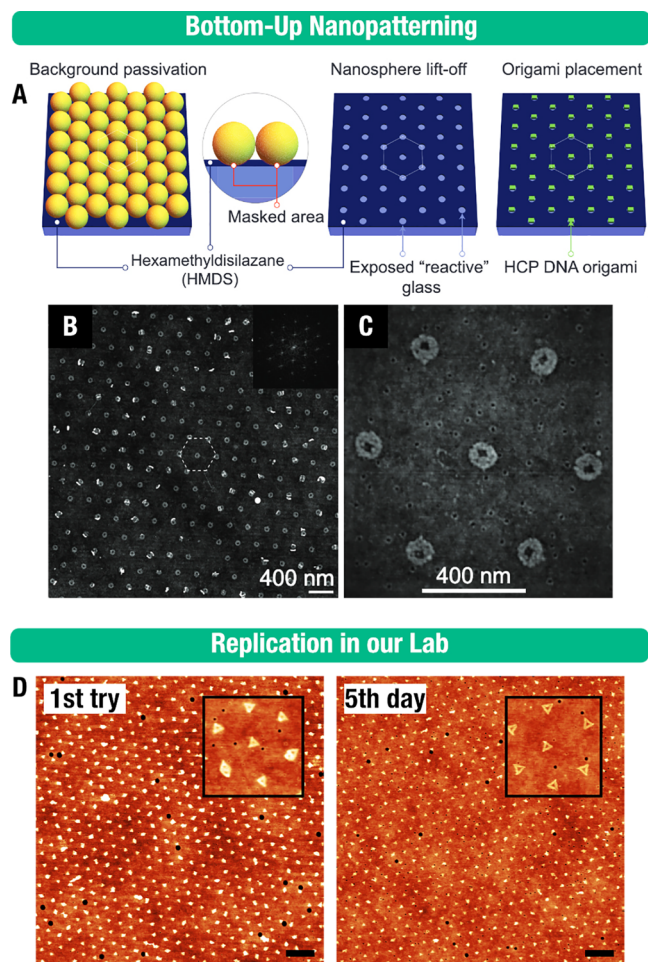 Bottom-Up Nanopatterning
Background passivation
Nanosphere lift-off
Origami placement
A
Masked area
Hexamethyldisilazane
(HMDS)
Exposed “reactive”
glass
HCP DNA origami
B
C
400 nm
400 nm
Replication in our Lab
D
1st try
5th day